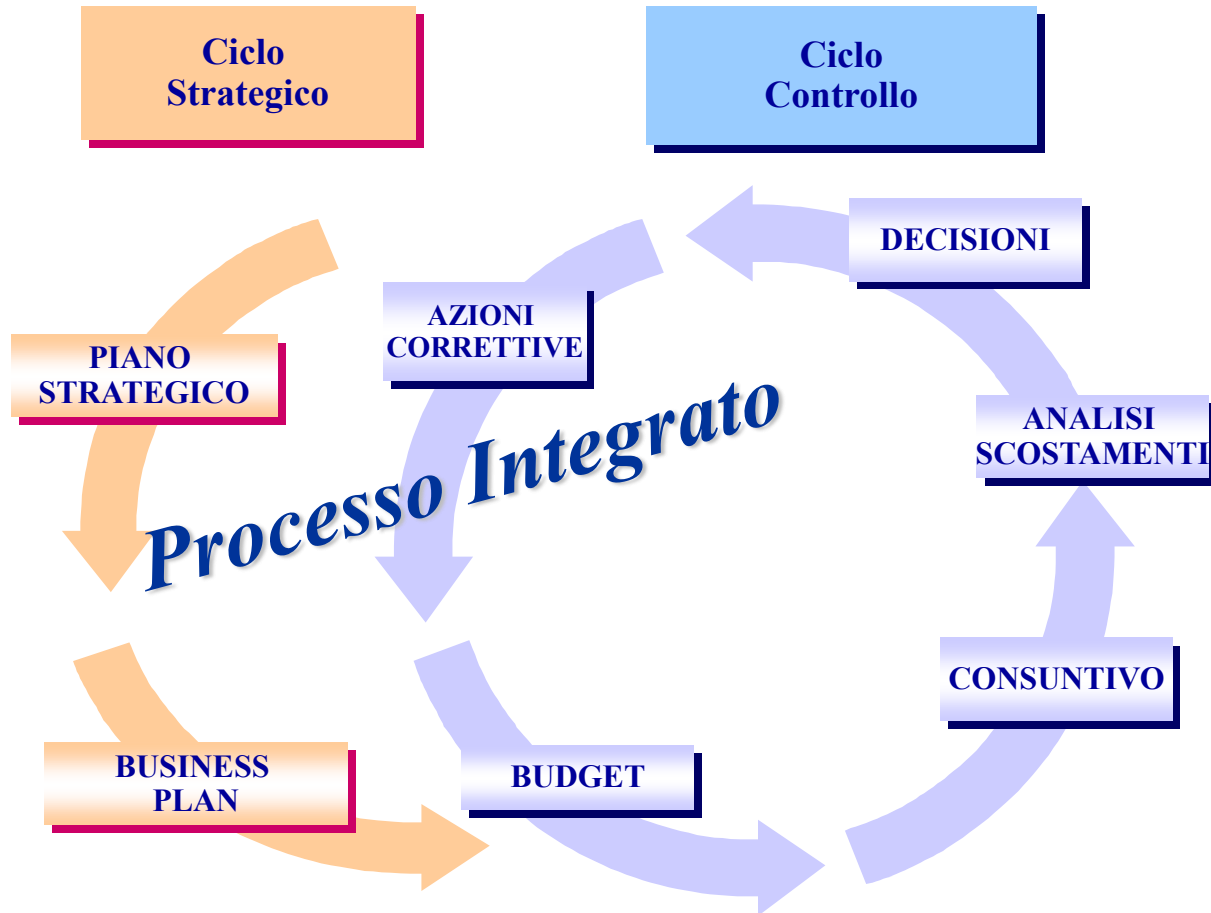 Ciclo
Strategico
Ciclo
Controllo
DECISIONI
AZIONI
CORRETTIVE
PIANO
STRATEGICO
ANALISI
SCOSTAMENTI
Processo Integrato
CONSUNTIVO
BUSINESS
PLAN
BUDGET